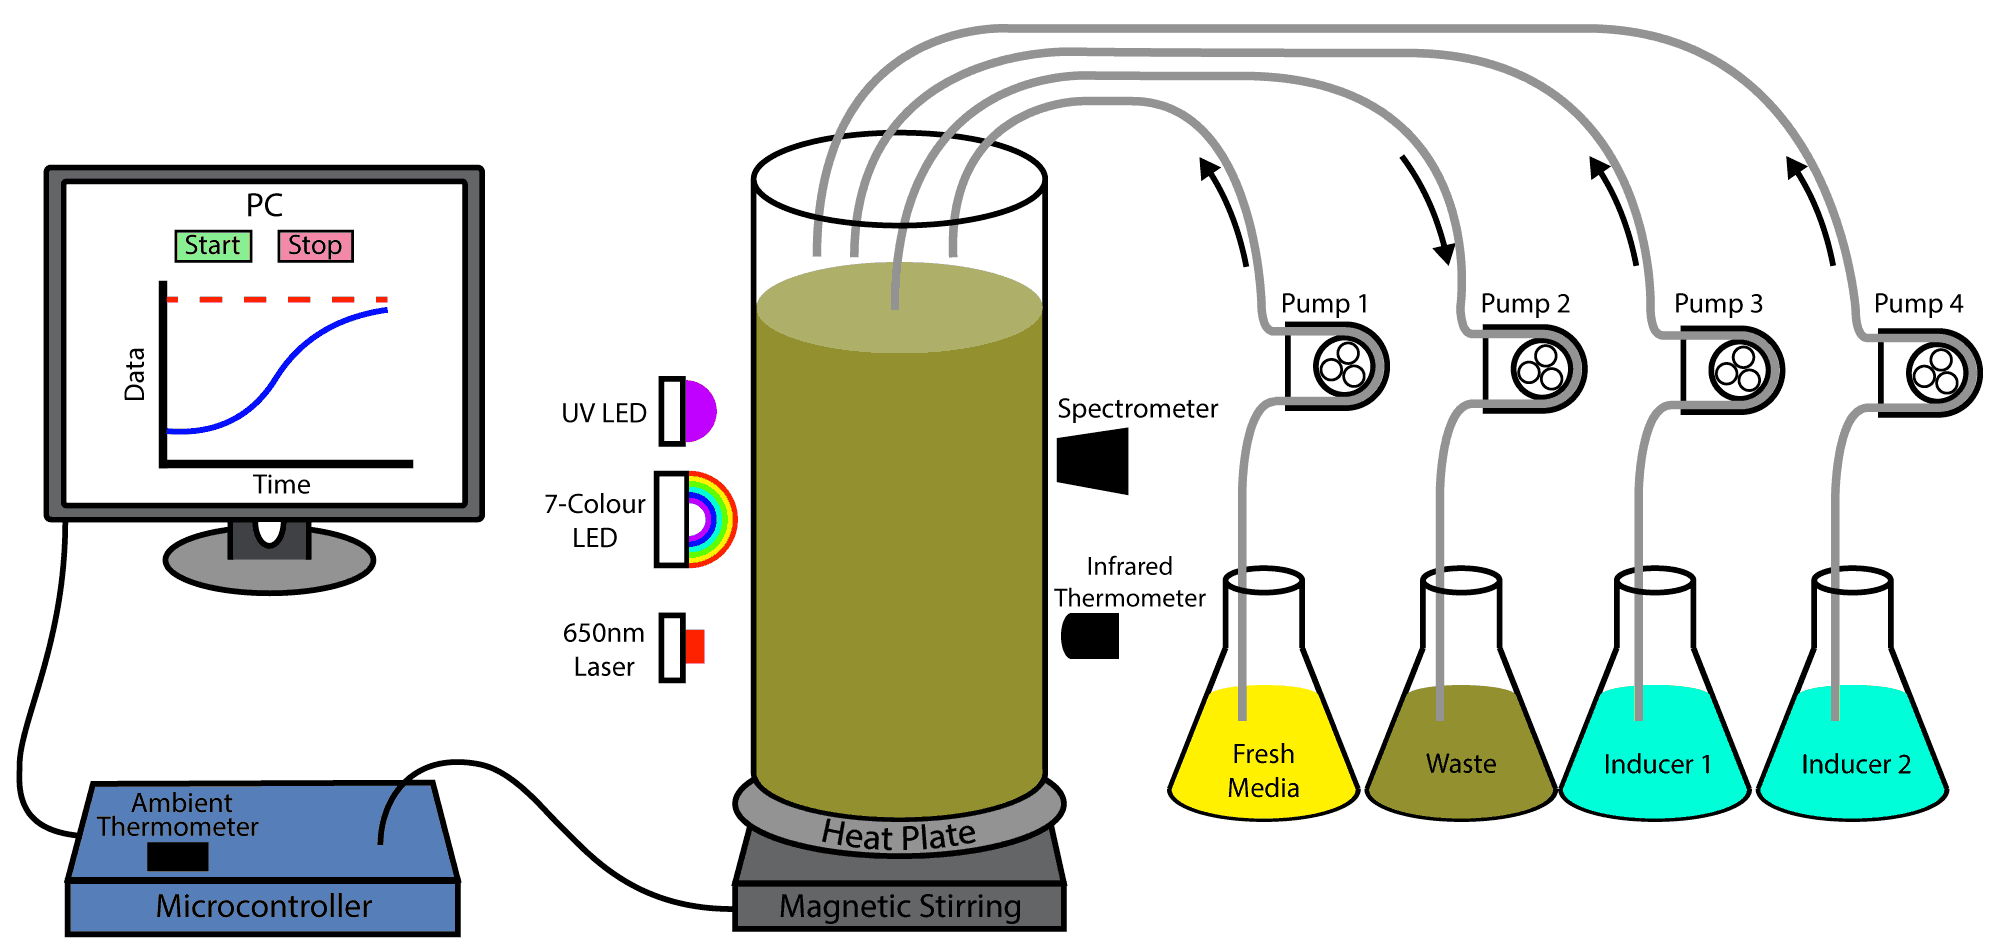 PC
Start
Stop
Data
Time
Ambient
Thermometer
Microcontroller
UV LED
7-Colour
LED
650nm
Laser
Heat Plate
Magnetic Stirring
Spectrometer
Infrared
Thermometer
Pump 1
Pump 2
Pump 3
Pump 4
Fresh
Media
Waste
Inducer 1
Inducer 2